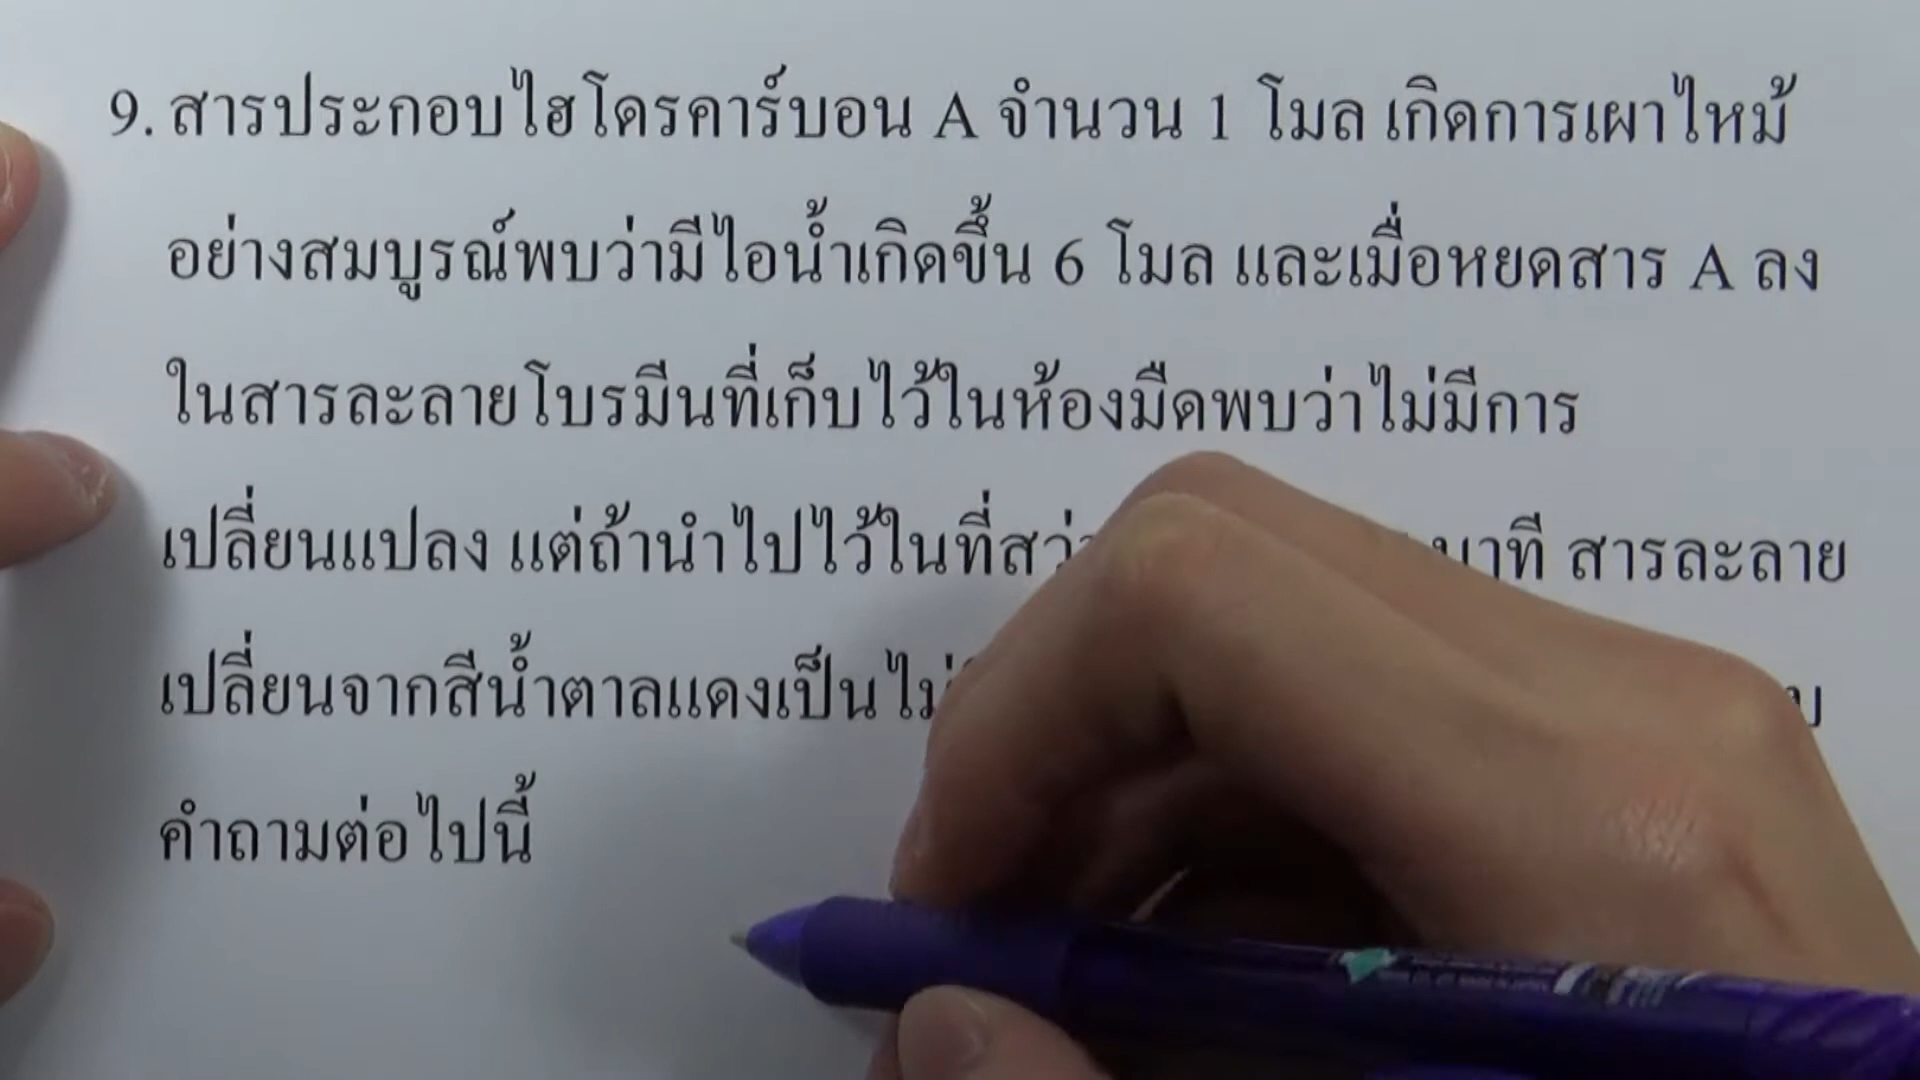 9. สารประกอบไฮโดรคาร์บอน A จำนวน 1 โมล เกิดการเผาไหม้
อย่างสมบูรณ์พบว่ามีไอน้ำเกิดขึ้น 6 โมล และเมื่อหยดสาร A ลง
ในสารละลายโบรมีนที่เก็บไว้ในห้องมืดพบว่าไม่มีการ
เปลี่ยนแปลง แต่ถ้านำไปไว้ในที่ สารละลาย
เปลี่ยนจากสีน้ำตาลแดงเป็น
คำถามต่อไปนี้